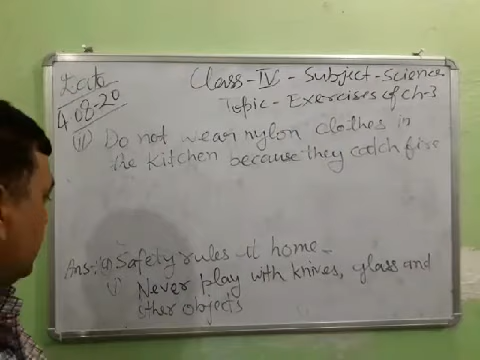 Date
4-08-20
Class-IV-Subject-Science
Topic-Exercises of Ch-3
(ii) Do not wear nylon clothes in
the kitchen because they catch fire
Ans: Safety rules at home-
(i) Never play with knives, glass and
other objects